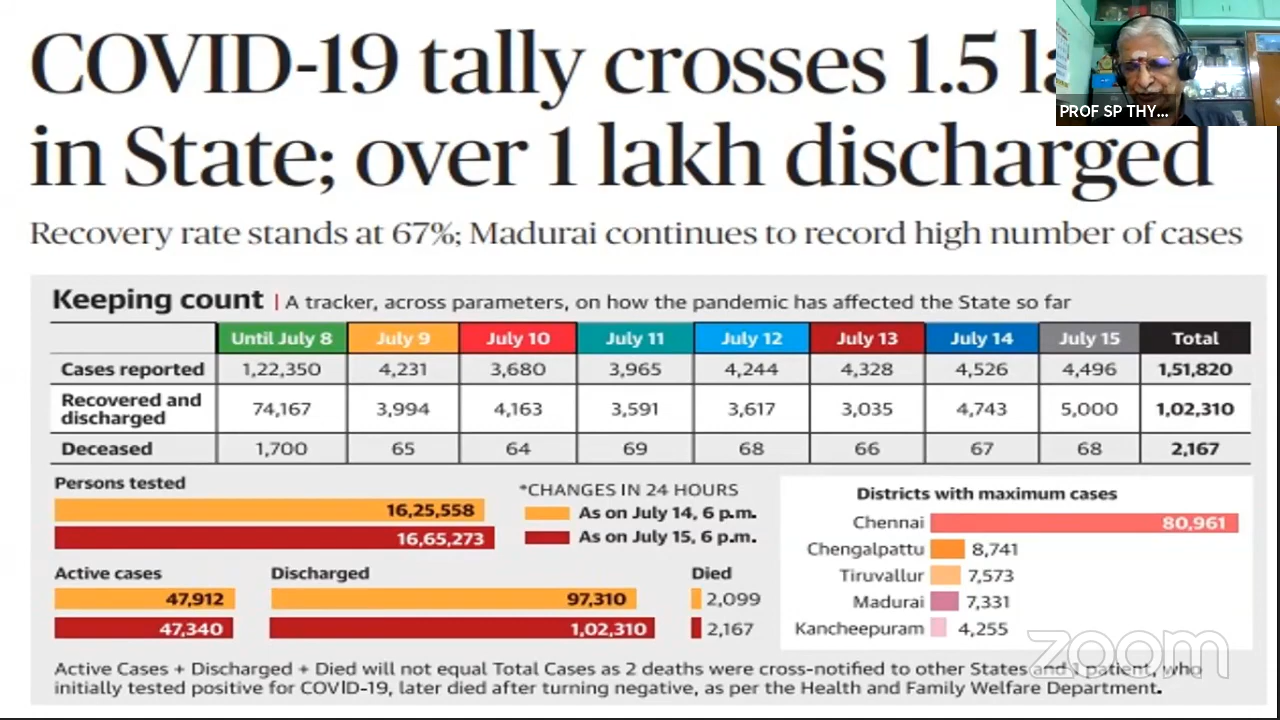 COVID-19 tally crosses 1.5
in State; over 1 lakh discharged
PROF SP THY...
Recovery rate stands at 67%; Madurai continues to record high number of cases
Keeping count | A tracker, across parameters, on how the pandemic has affected the State so far
Until July 8 July 9 July 10 July 11 July 12 July 13 July 14 July 15 Total
Cases reported 1,22,350 4,231 3,680 3,965 4,244 4,328 4,526 4,496 1,51,820
Recovered and
discharged 74,167 3,994 4,163 3,591 3,617 3,035 4,743 5,000 1,02,310
Deceased 1,700 65 64 69 68 66 67 68 2,167
Persons tested
16,25,558
16,65,273
*CHANGES IN 24 HOURS
As on July 14, 6 p.m.
As on July 15, 6 p.m.
Active cases
47,912
47,340
Discharged
97,310
1,02,310
Died
2,099
2,167
Districts with maximum cases
Chennai 80,961
Chengalpattu 8,741
Tiruvallur 7,573
Madurai 7,331
Kancheepuram 4,255
zoom
Active Cases + Discharged + Died will not equal Total Cases as 2 deaths were cross-notified to other States and 1 patient, who
initially tested positive for COVID-19, later died after turning negative, as per the Health and Family Welfare Department.